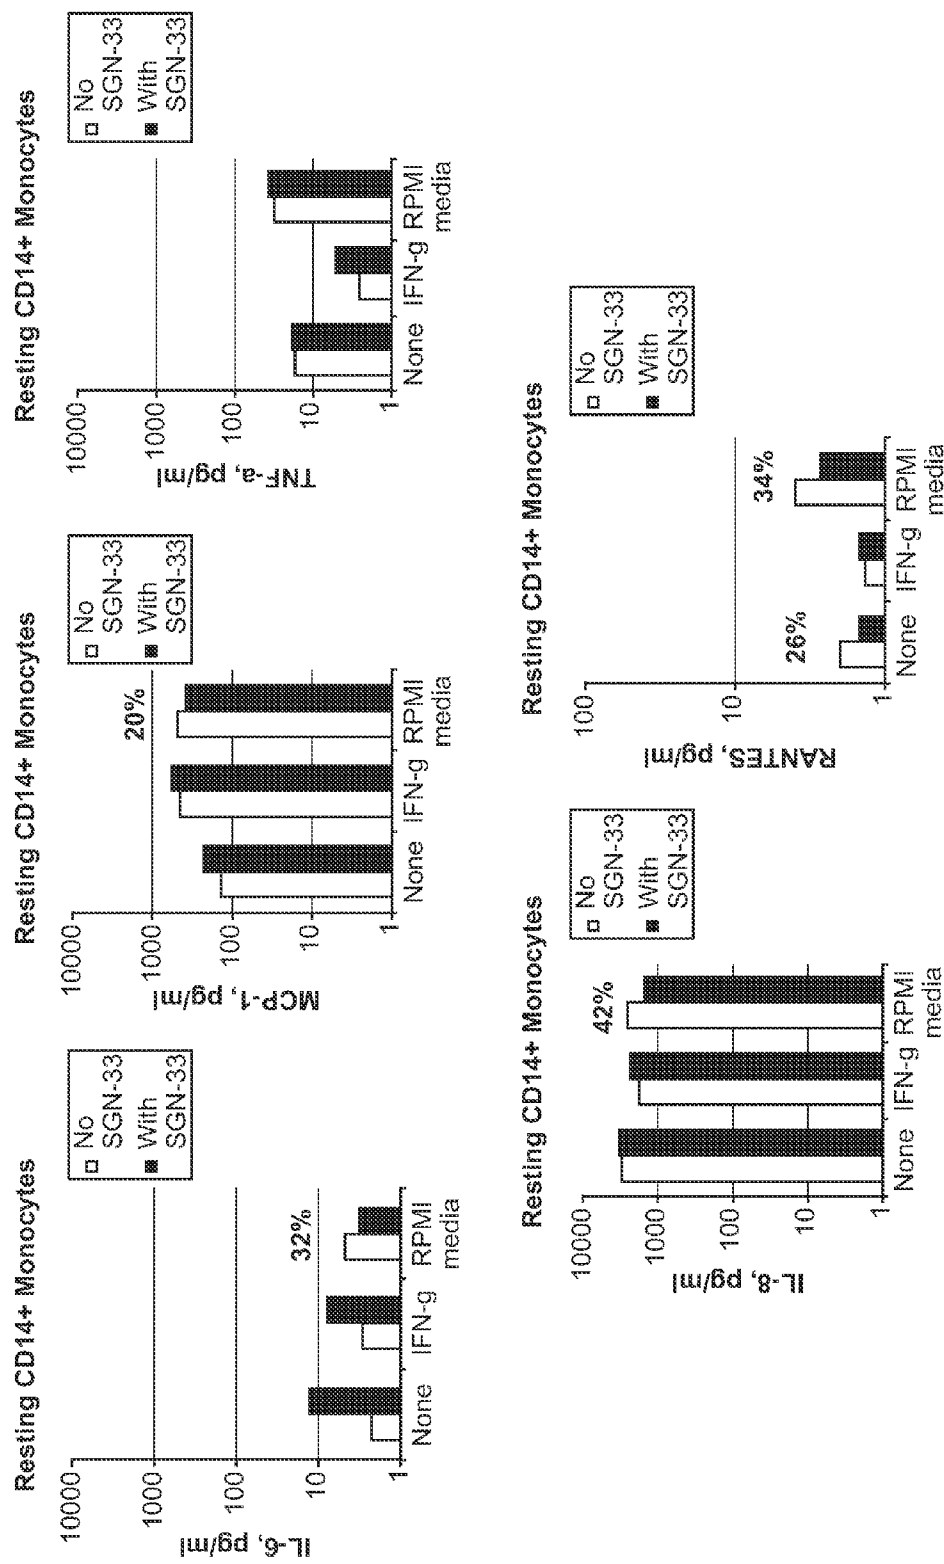 Resting CD14+ Monocytes
No
SGN-33
With
SGN-33
10000
1000
100
10
1
IL-6, pg/ml
32%
None
IFN-g
RPMI
media
Resting CD14+ Monocytes
No
SGN-33
With
SGN-33
10000
1000
100
10
1
MCP-1, pg/ml
20%
None
IFN-g
RPMI
media
Resting CD14+ Monocytes
No
SGN-33
With
SGN-33
10000
1000
100
10
1
TNF-a, pg/ml
None
IFN-g
RPMI
media
Resting CD14+ Monocytes
No
SGN-33
With
SGN-33
10000
1000
100
10
1
IL-8, pg/ml
42%
None
IFN-g
RPMI
media
Resting CD14+ Monocytes
No
SGN-33
With
SGN-33
100
10
1
RANTES, pg/ml
26%
34%
None
IFN-g
RPMI
media